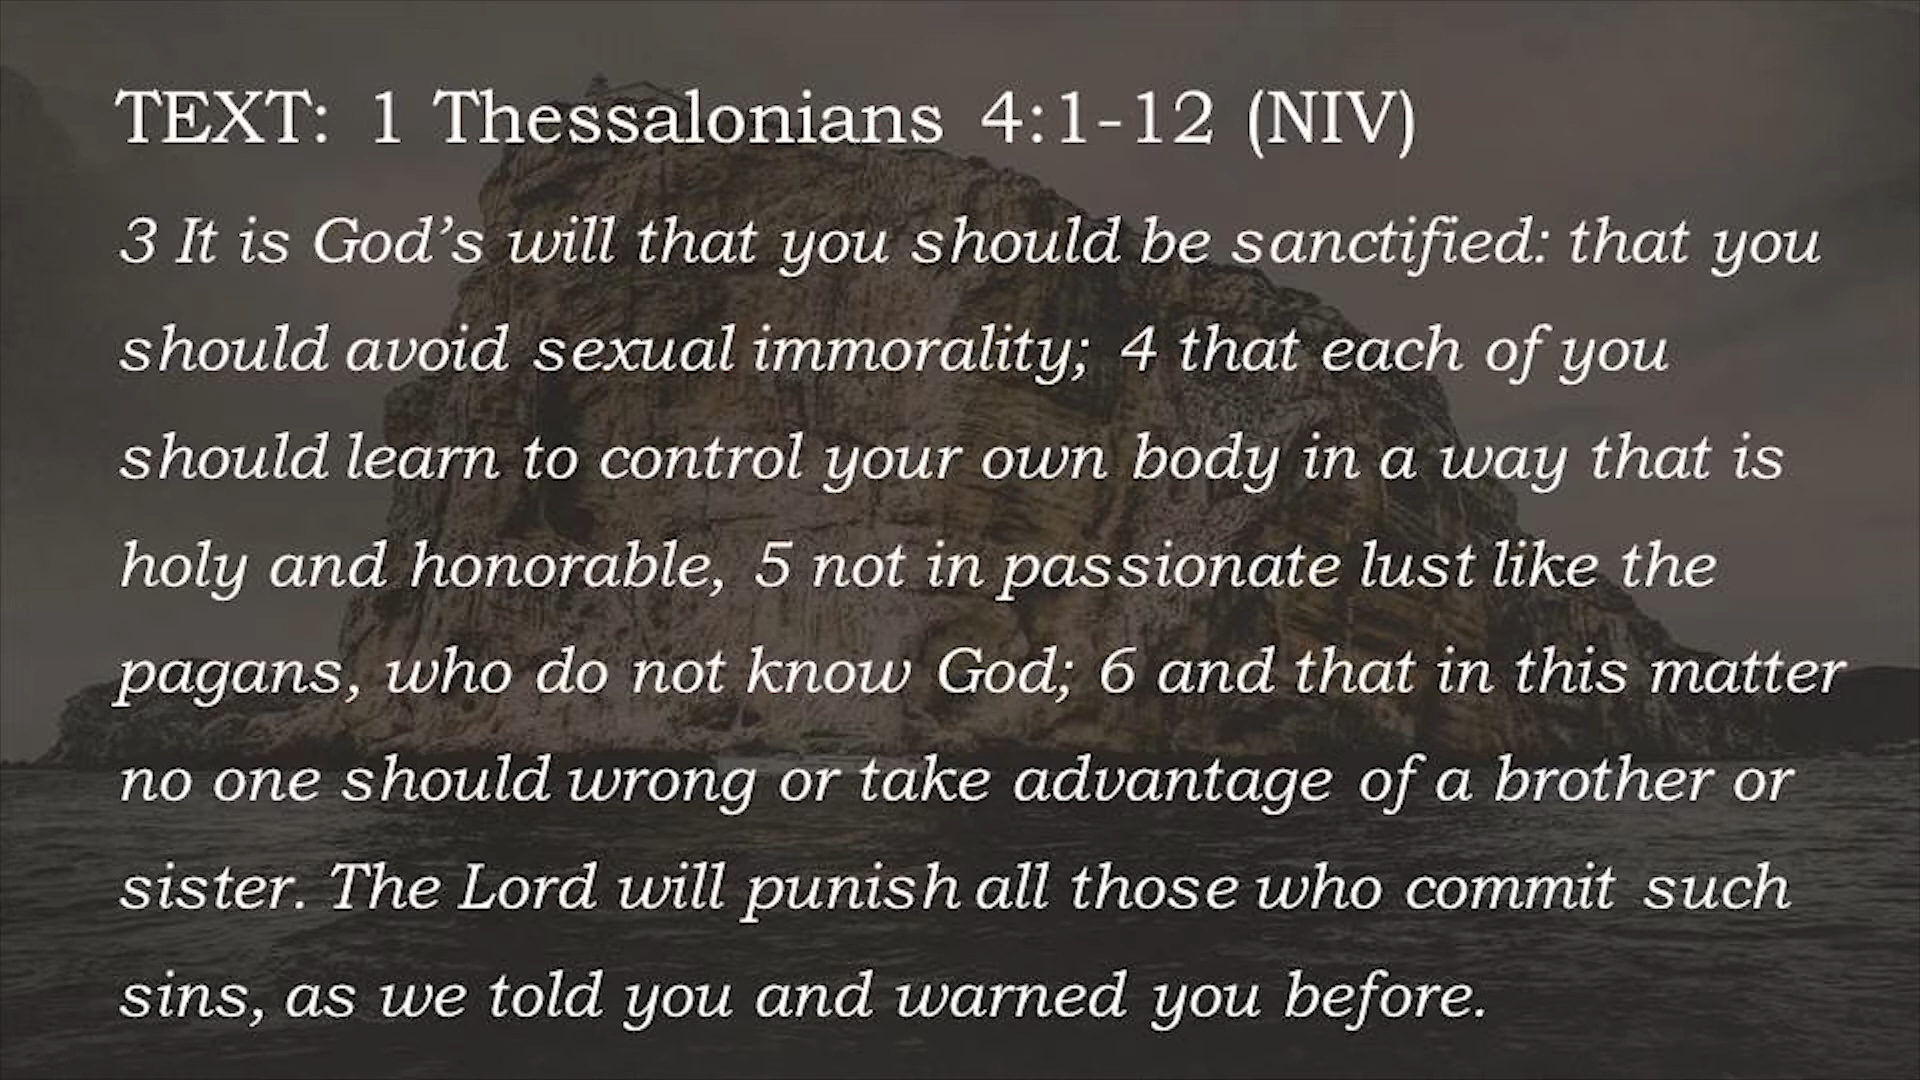 TEXT: 1 Thessalonians 4:1-12 (NIV)
3 It is God’s will that you should be sanctified: that you
should avoid sexual immorality; 4 that each of you
should learn to control your own body in a way that is
holy and honorable, 5 not in passionate lust like the
pagans, who do not know God; 6 and that in this matter
no one should wrong or take advantage of a brother or
sister. The Lord will punish all those who commit such
sins, as we told you and warned you before.